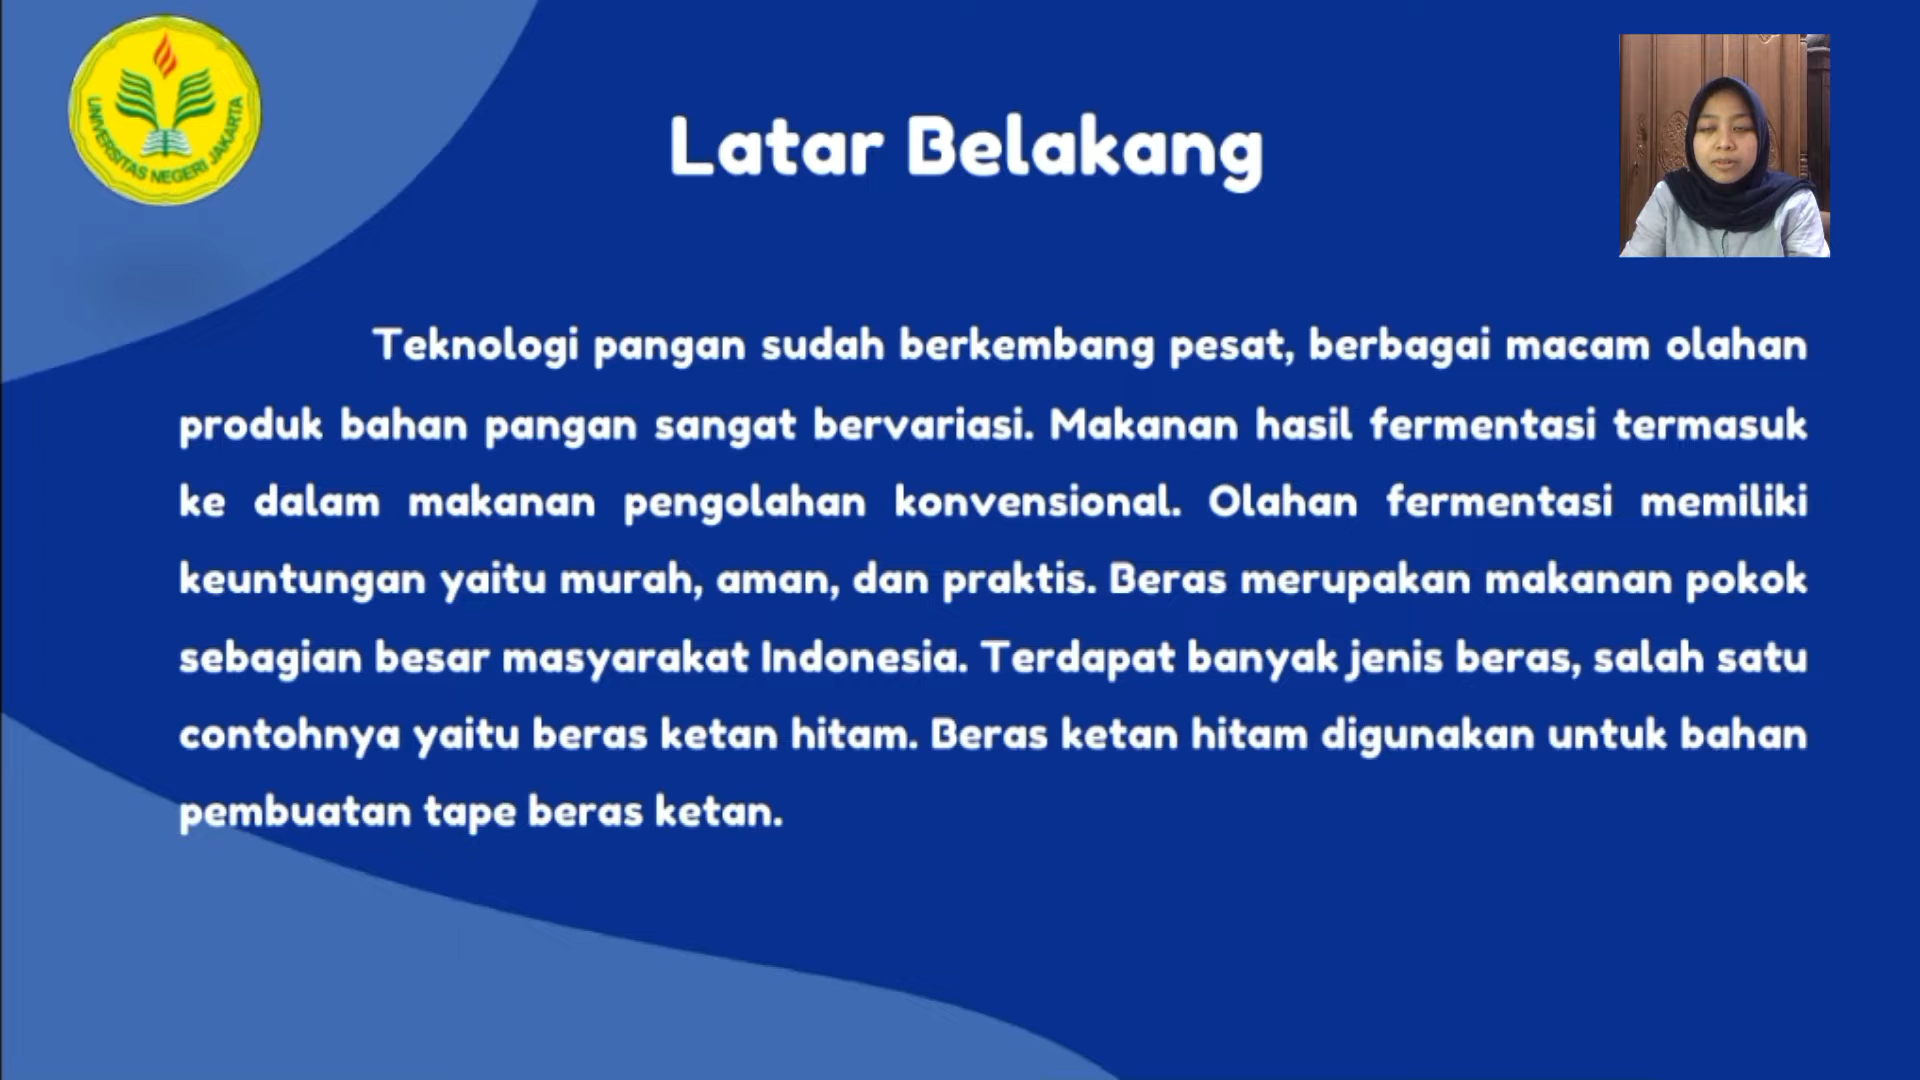 UNIVERSITAS NEGERI JAKARTA
Latar Belakang
Teknologi pangan sudah berkembang pesat, berbagai macam olahan
produk bahan pangan sangat bervariasi. Makanan hasil fermentasi termasuk
ke dalam makanan pengolahan konvensional. Olahan fermentasi memiliki
keuntungan yaitu murah, aman, dan praktis. Beras merupakan makanan pokok
sebagian besar masyarakat Indonesia. Terdapat banyak jenis beras, salah satu
contohnya yaitu beras ketan hitam. Beras ketan hitam digunakan untuk bahan
pembuatan tape beras ketan.